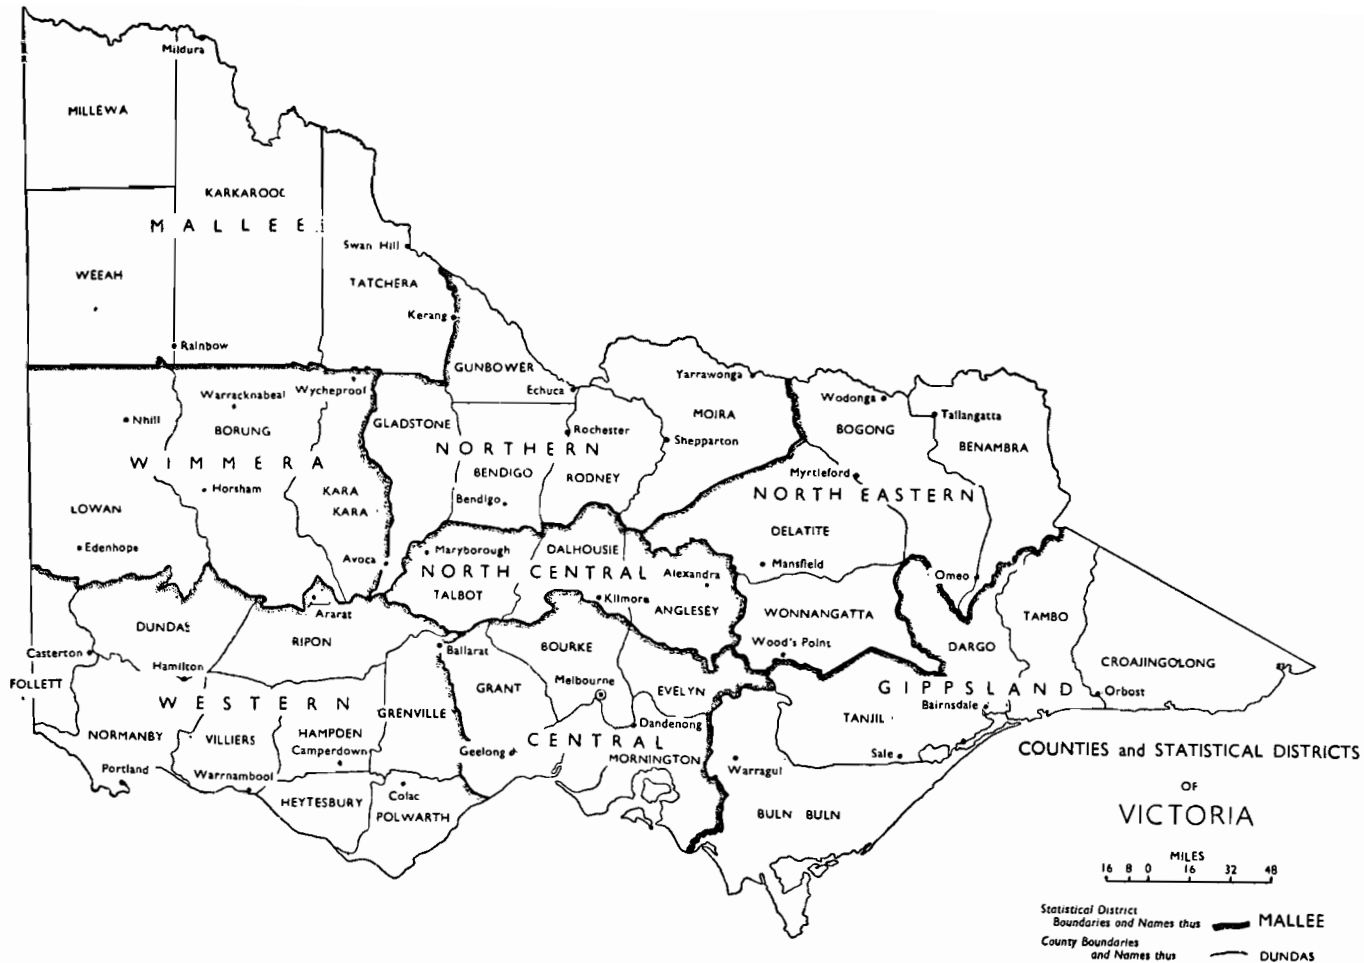 Mildura
MILLEWA
KARKAROOC
MALLEE
Swan Hill
WEEAH
TATCHERA
Kerang
Rainbow
GUNBOWER
Yarrawonga
Warracknabeal
Wycheproof
Echuca
Wodonga
Nhill
GLADSTONE
MOIRA
Tallangatta
BORUNG
Rochester
Shepparton
BOGONG
BENAMBRA
NORTHERN
WIMMERA
BENDIGO
RODNEY
Myrtleford
Horsham
KARA
KARA
Bendigo
NORTH EASTERN
LOWAN
DELATITE
Edenhope
Maryborough
DALHOUSIE
Avoca
NORTH CENTRAL
Alexandra
Mansfield
Omeo
TALBOT
Kilmore
ANGLESEY
WONNANGATTA
TAMBO
Ararat
DUNDAS
RIPON
Wood's Point
DARGO
Casterton
Ballarat
BOURKE
Hamilton
CROAJINGOLONG
FOLLETT
GRANT
Melbourne
EVELYN
GIPPSLAND
Orbost
WESTERN
GRENVILLE
Bairnsdale
Dandenong
TANJIL
NORMANBY
VILLIERS
HAMPDEN
Camperdown
Geelong
CENTRAL
MORNINGTON
Sale
Portland
Warrnambool
Warragul
Colac
HEYTESBURY
POLWARTH
BULN BULN
COUNTIES and STATISTICAL DISTRICTS
OF
VICTORIA
MILES
16 8 0 16 32 48
Statistical District
Boundaries and Names thus MALLEE
County Boundaries
and Names thus DUNDAS